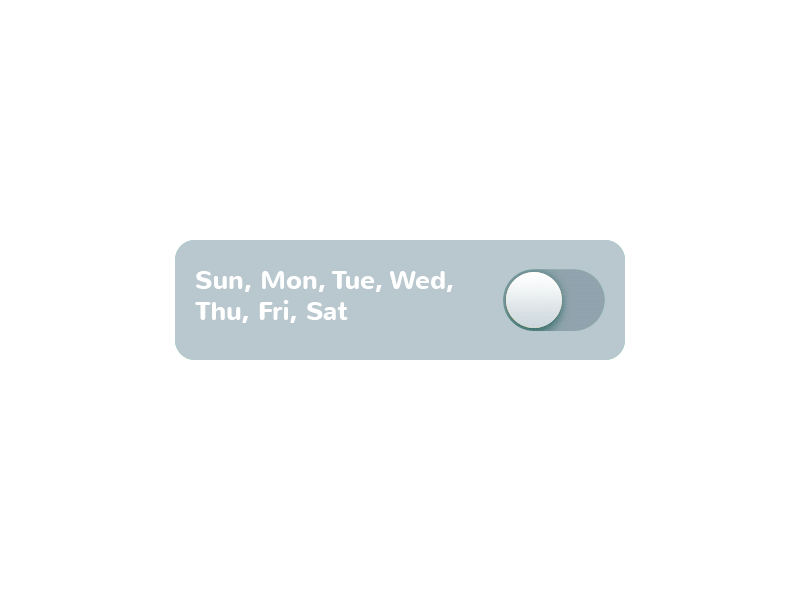 Sun, Mon, Tue, Wed,
Thu, Fri, Sat